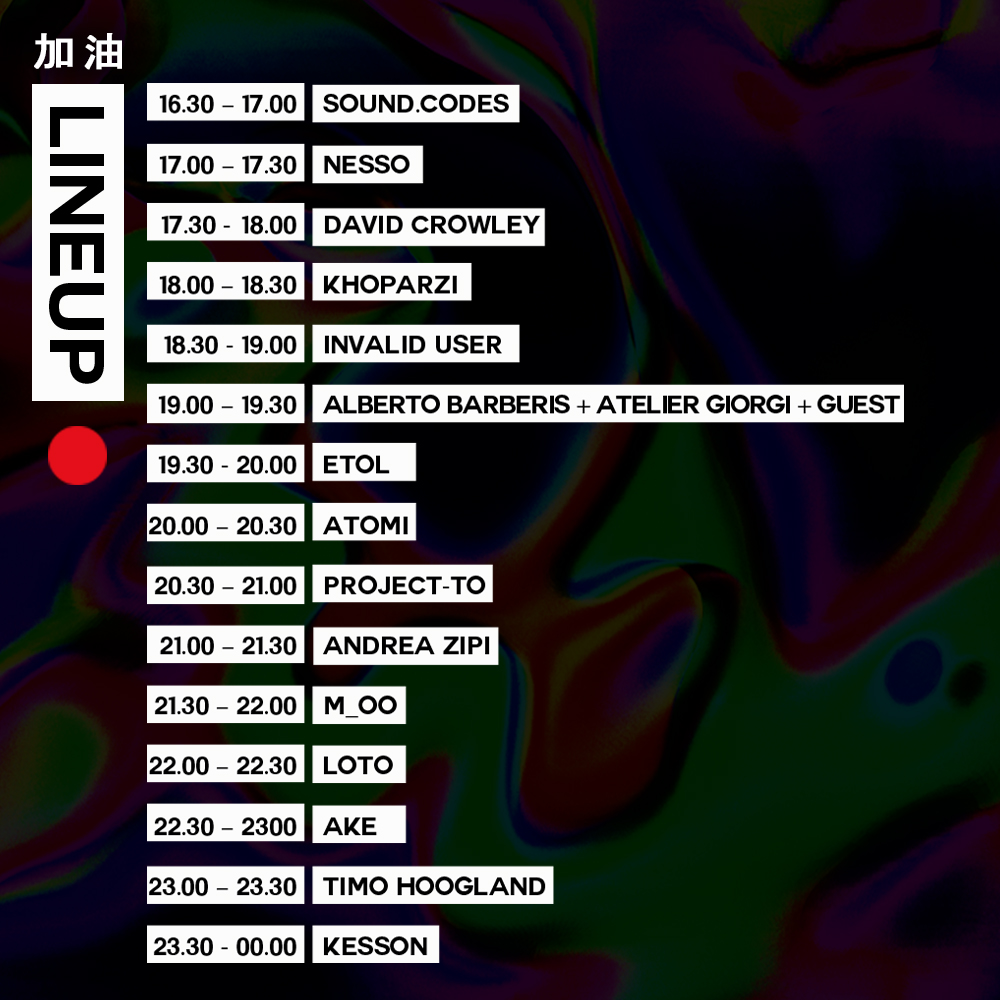 加油
LINEUP
16.30 – 17.00 SOUND.CODES
17.00 – 17.30 NESSO
17.30 - 18.00 DAVID CROWLEY
18.00 – 18.30 KHOPARZI
18.30 - 19.00 INVALID USER
19.00 – 19.30 ALBERTO BARBERIS + ATELIER GIORGI + GUEST
19.30 - 20.00 ETOL
20.00 – 20.30 ATOMI
20.30 – 21.00 PROJECT-TO
21.00 – 21.30 ANDREA ZIPI
21.30 – 22.00 M_OO
22.00 – 22.30 LOTO
22.30 – 2300 AKE
23.00 – 23.30 TIMO HOOGLAND
23.30 - 00.00 KESSON